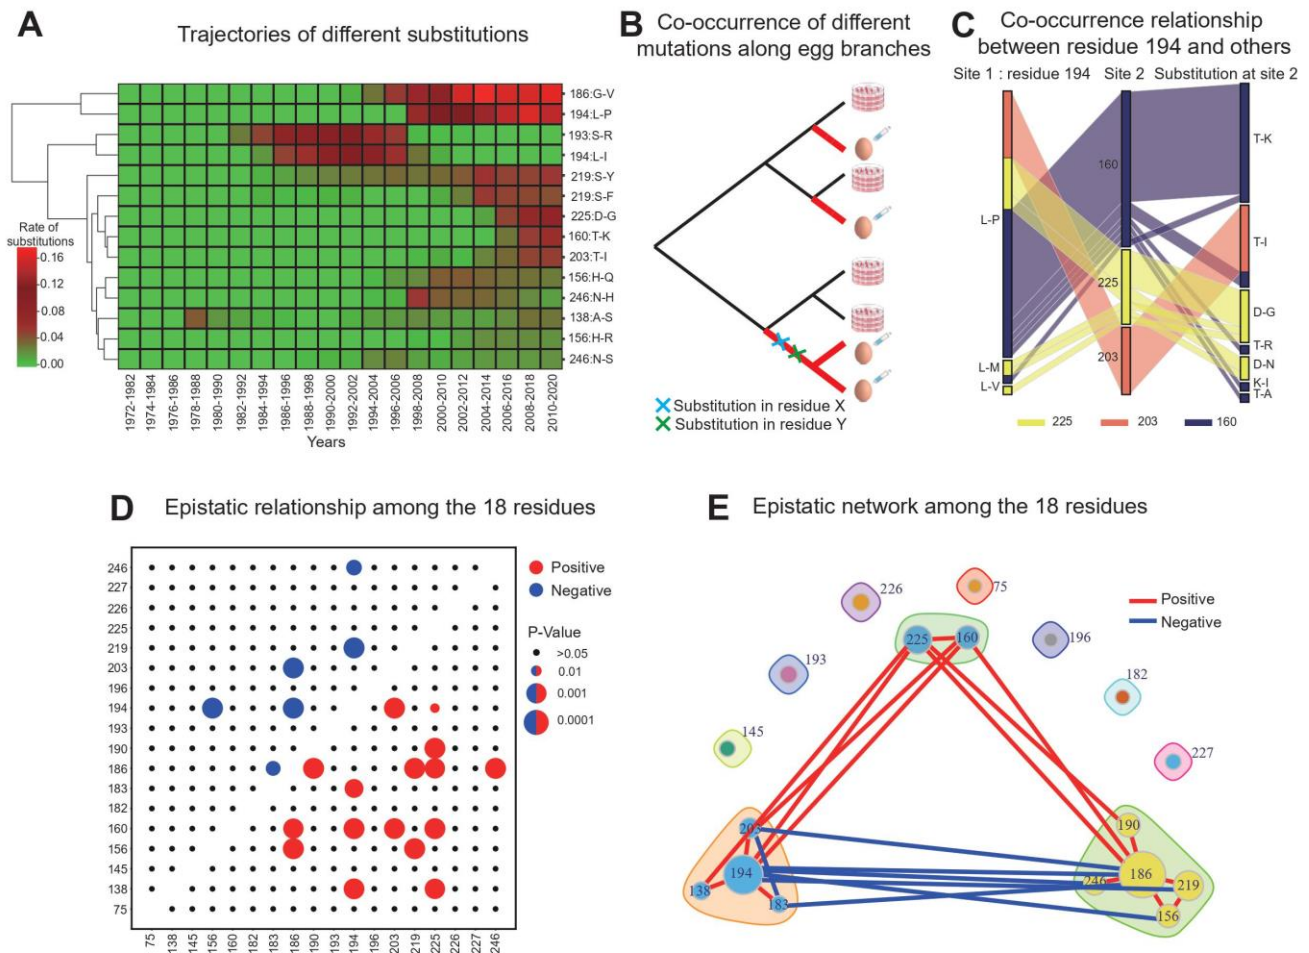 A
Trajectories of different substitutions
186:G-V
194:L-P
193:S-R
194:L-I
219:S-Y
219:S-F
225:D-G
160:T-K
203:T-I
156:H-Q
246:N-H
138:A-S
156:H-R
246:N-S
Rate of
substitutions
0.16
0.12
0.08
0.04
0.00
1972-1982
1974-1984
1976-1986
1978-1988
1980-1990
1982-1992
1984-1994
1986-1996
1988-1998
1990-2000
1992-2002
1994-2004
1996-2006
1998-2008
2000-2010
2002-2012
2004-2014
2006-2016
2008-2018
2010-2020
Years
B
Co-occurrence of different
mutations along egg branches
Substitution in residue X
Substitution in residue Y
C
Co-occurrence relationship
between residue 194 and others
Site 1 : residue 194 Site 2 Substitution at site 2
L-P
L-M
L-V
160
225
203
T-K
T-I
D-G
T-R
D-N
K-I
T-A
225 203 160
D
Epistatic relationship among the 18 residues
246
227
226
225
219
203
196
194
193
190
186
183
182
160
156
145
138
75
75 138 145 156 160 182 183 186 190 193 194 196 203 219 225 226 227 246
Positive
Negative
P-Value
>0.05
0.01
0.001
0.0001
E
Epistatic network among the 18 residues
Positive
Negative
226
75
225
160
196
193
182
145
227
203
194
138
183
190
186
246
219
156